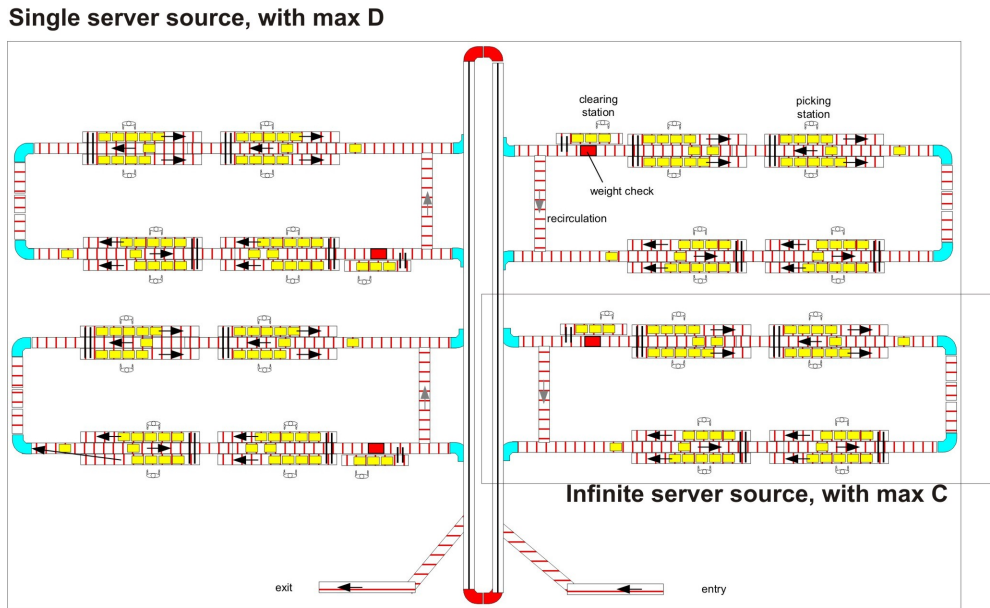 Single server source, with max D
clearing
station
picking
station
weight check
recirculation
Infinite server source, with max C
exit
entry